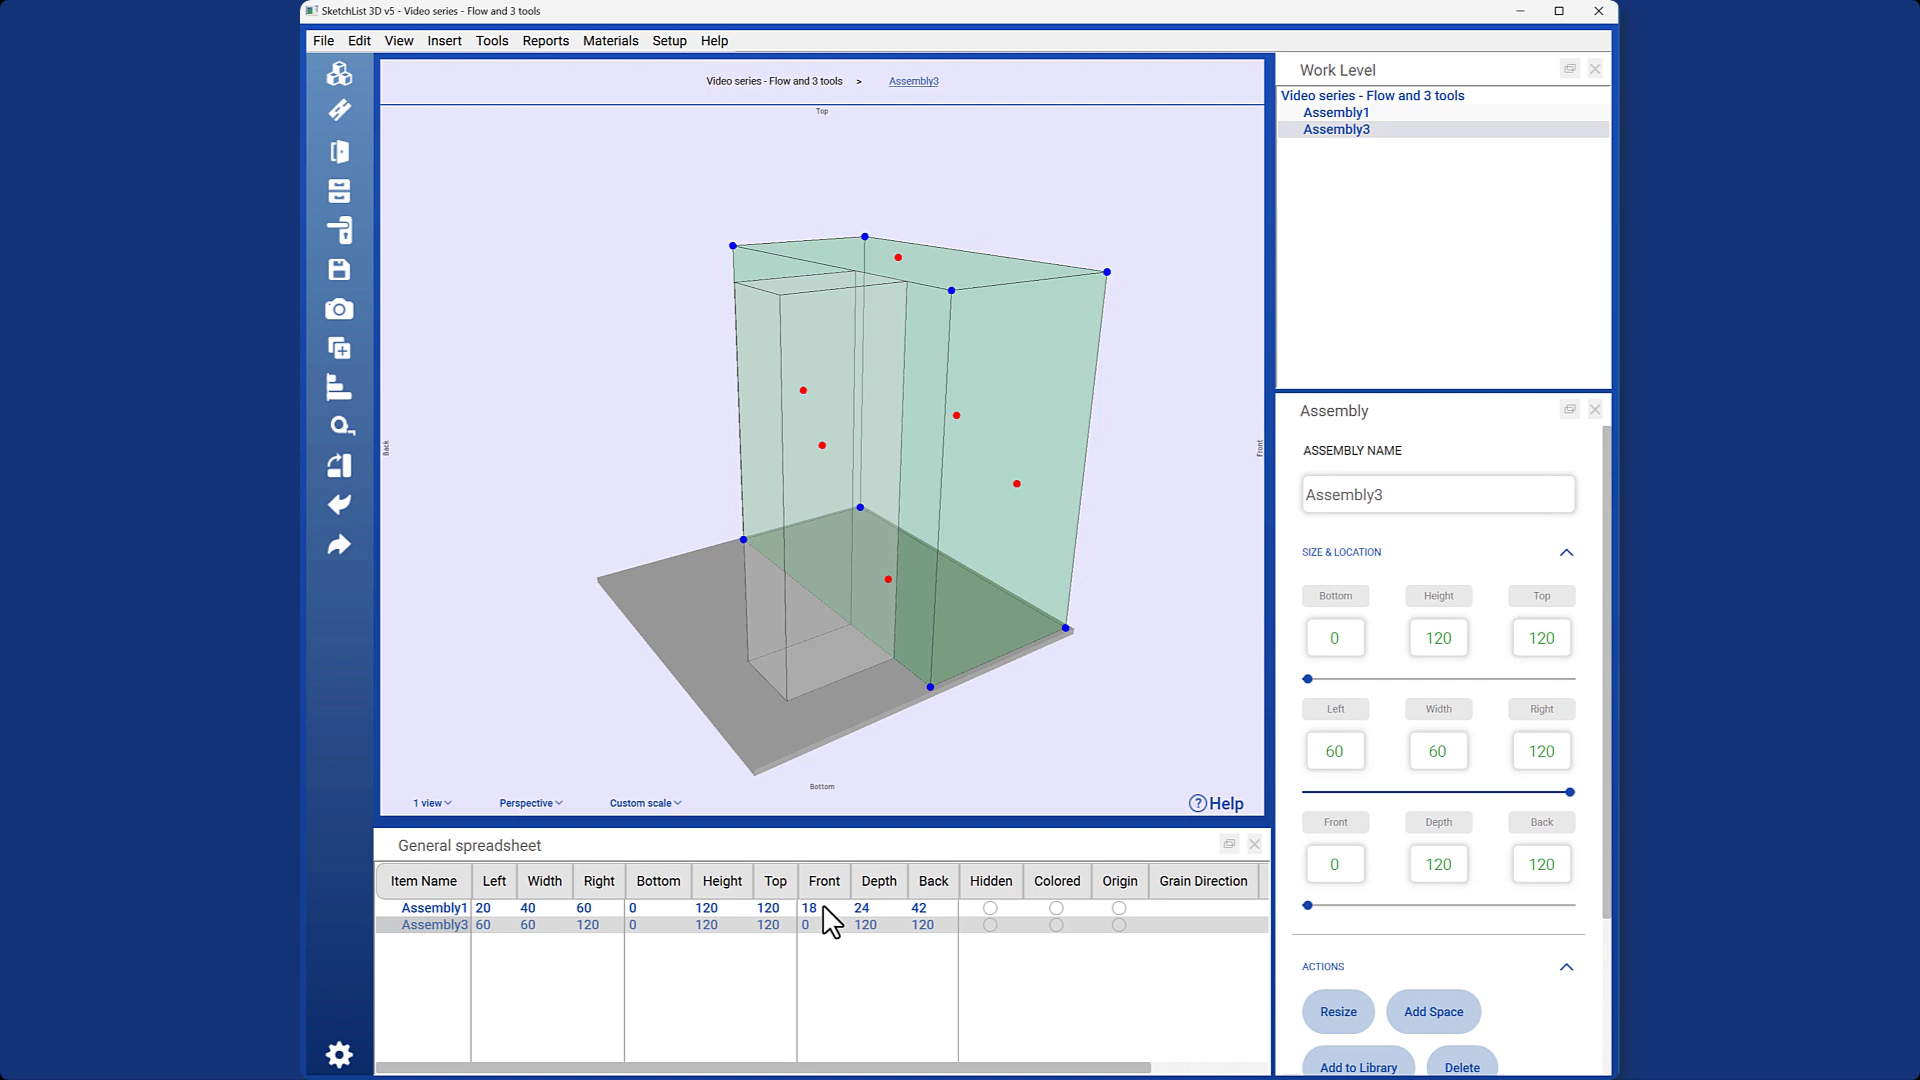 SketchList 3D v5 - Video series - Flow and 3 tools
File Edit View Insert Tools Reports Materials Setup Help
Video series - Flow and 3 tools > Assembly3
Top
Back
Front
Bottom
1 view Perspective Custom scale
? Help
Work Level
Video series - Flow and 3 tools
Assembly1
Assembly3
Assembly
ASSEMBLY NAME
Assembly3
SIZE & LOCATION
Bottom Height Top
0 120 120
Left Width Right
60 60 120
Front Depth Back
0 120 120
ACTIONS
Resize Add Space
Add to Library Delete
General spreadsheet
Item Name Left Width Right Bottom Height Top Front Depth Back Hidden Colored Origin Grain Direction
Assembly1 20 40 60 0 120 120 18 24 42
Assembly3 60 60 120 0 120 120 0 120 120